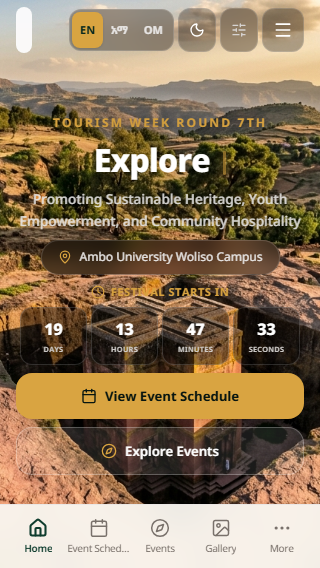 EN አማ OM
TOURISM WEEK ROUND 7TH
Explore
Promoting Sustainable Heritage, Youth
Empowerment, and Community Hospitality
Ambo University Woliso Campus
FESTIVAL STARTS IN
19 13 47 33
DAYS HOURS MINUTES SECONDS
View Event Schedule
Explore Events
Home Event Sched... Events Gallery More